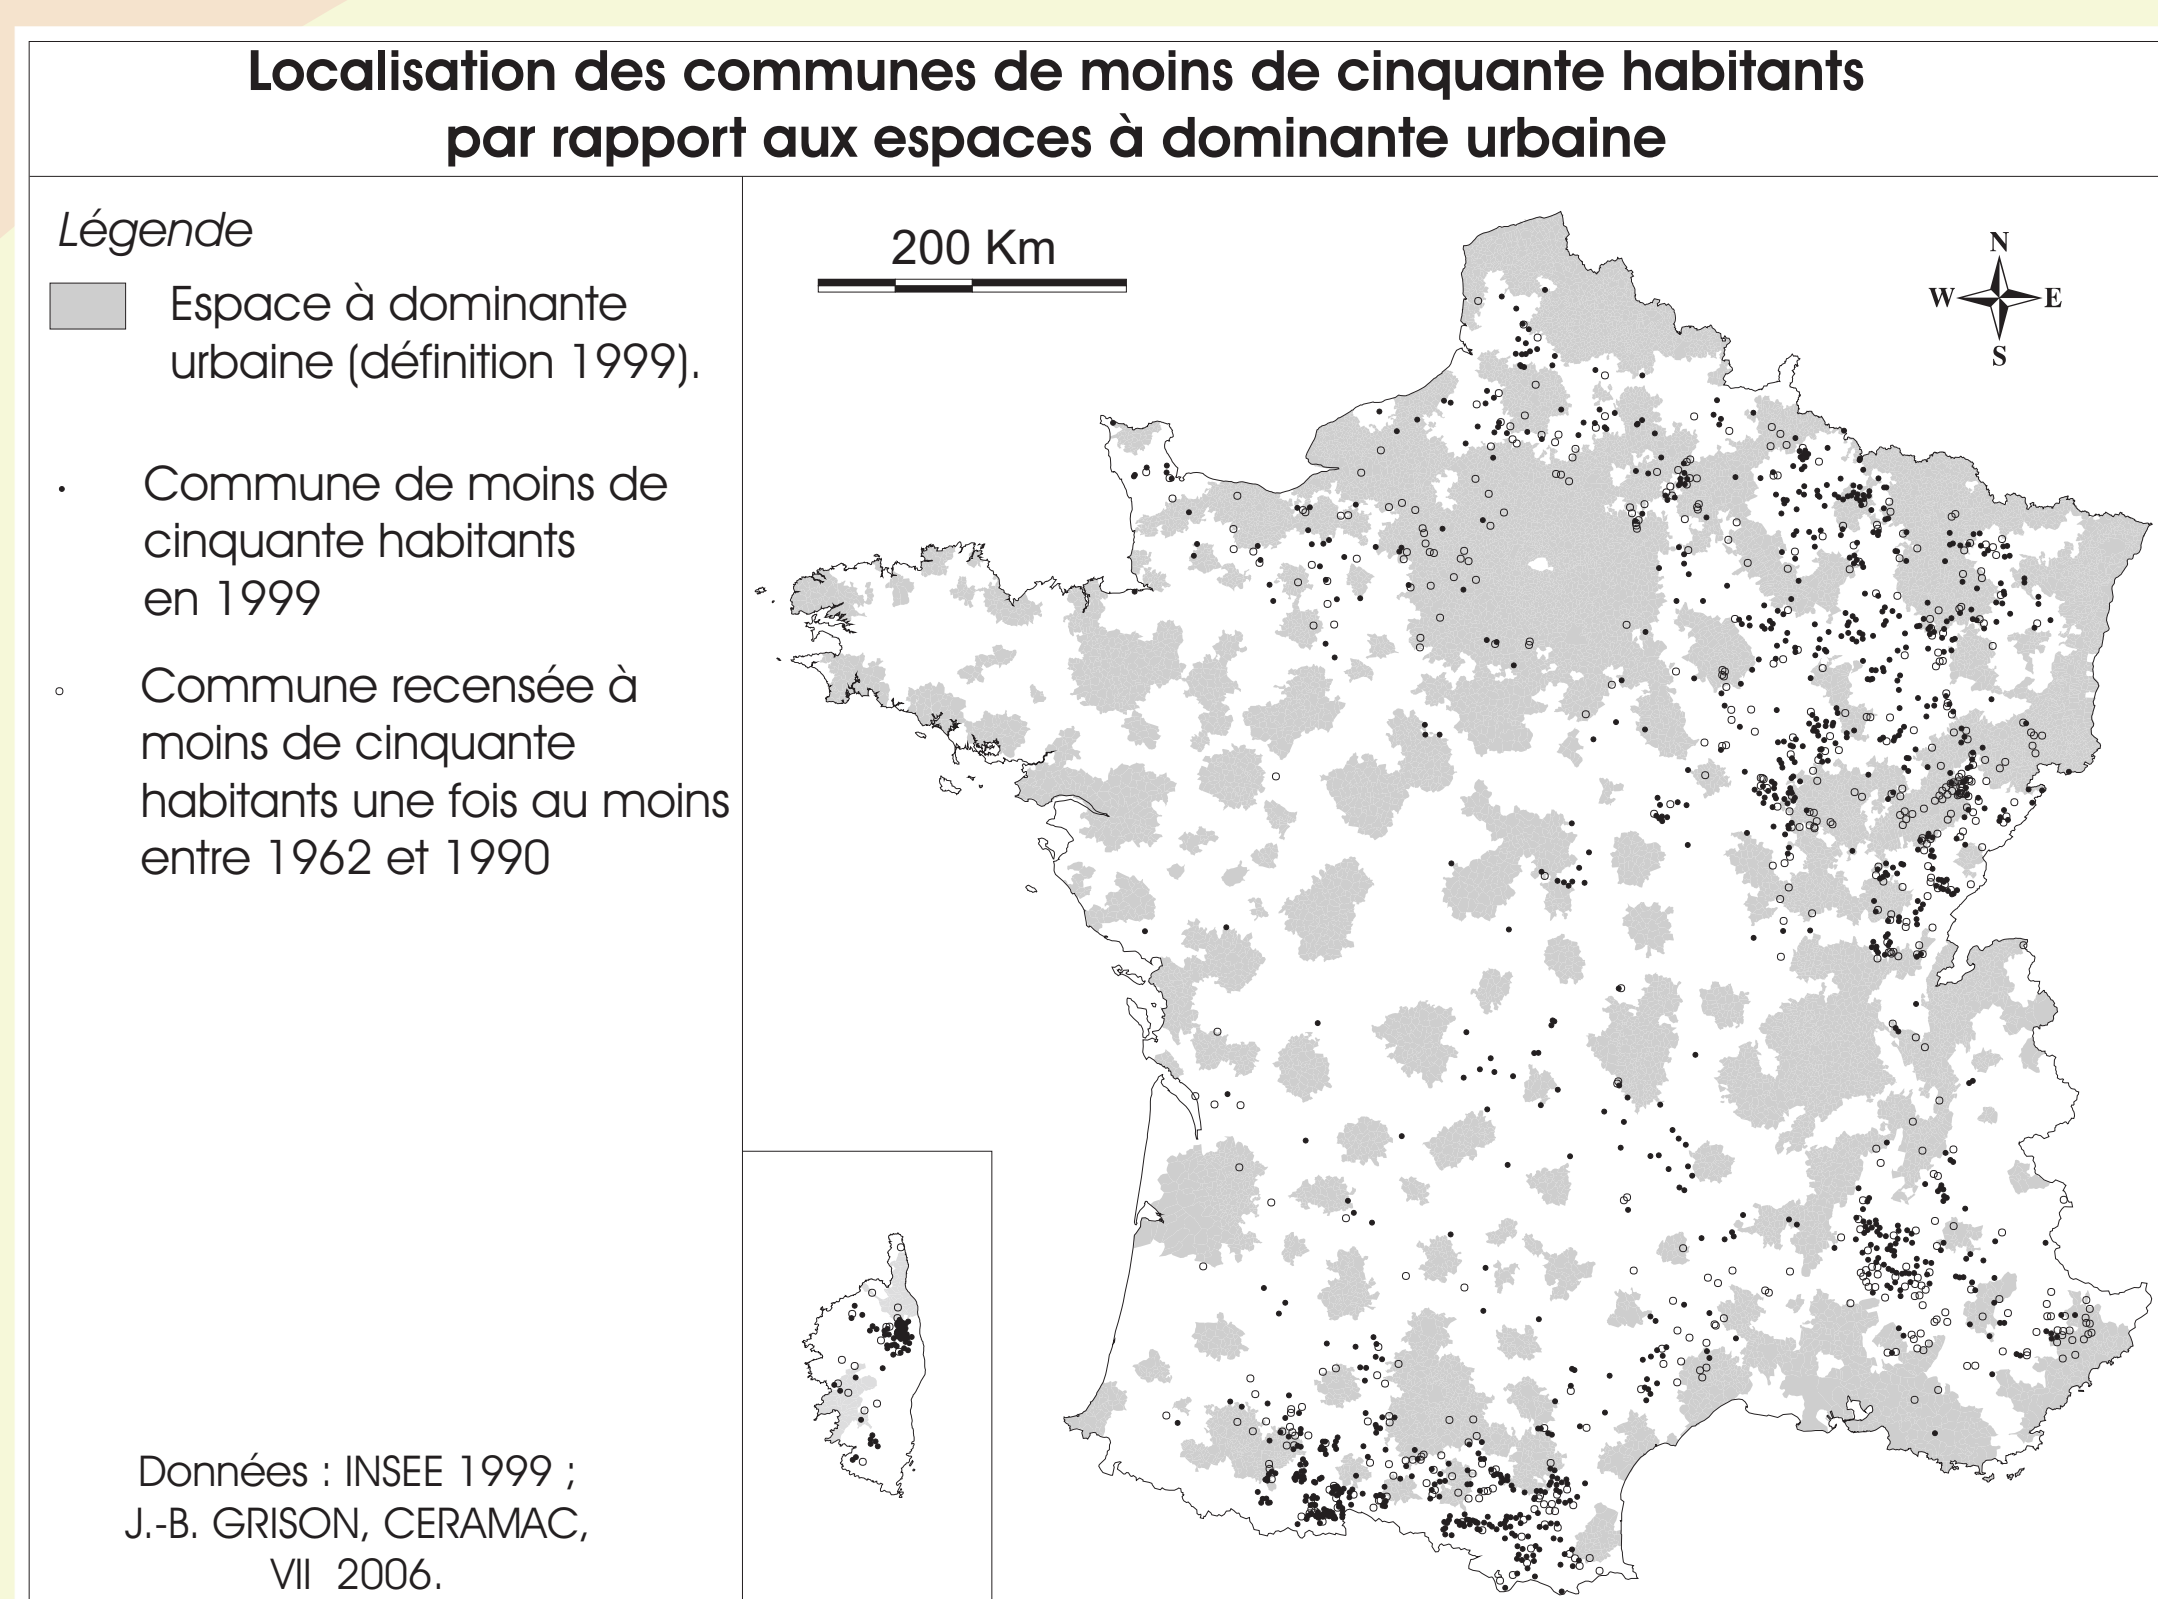 Localisation des communes de moins de cinquante habitants
par rapport aux espaces à dominante urbaine
Légende
Espace à dominante
urbaine (définition 1999).
Commune de moins de
cinquante habitants
en 1999
Commune recensée à
moins de cinquante
habitants une fois au moins
entre 1962 et 1990
Données : INSEE 1999 ;
J.-B. GRISON, CERAMAC,
VII 2006.
200 Km
N
W E
S